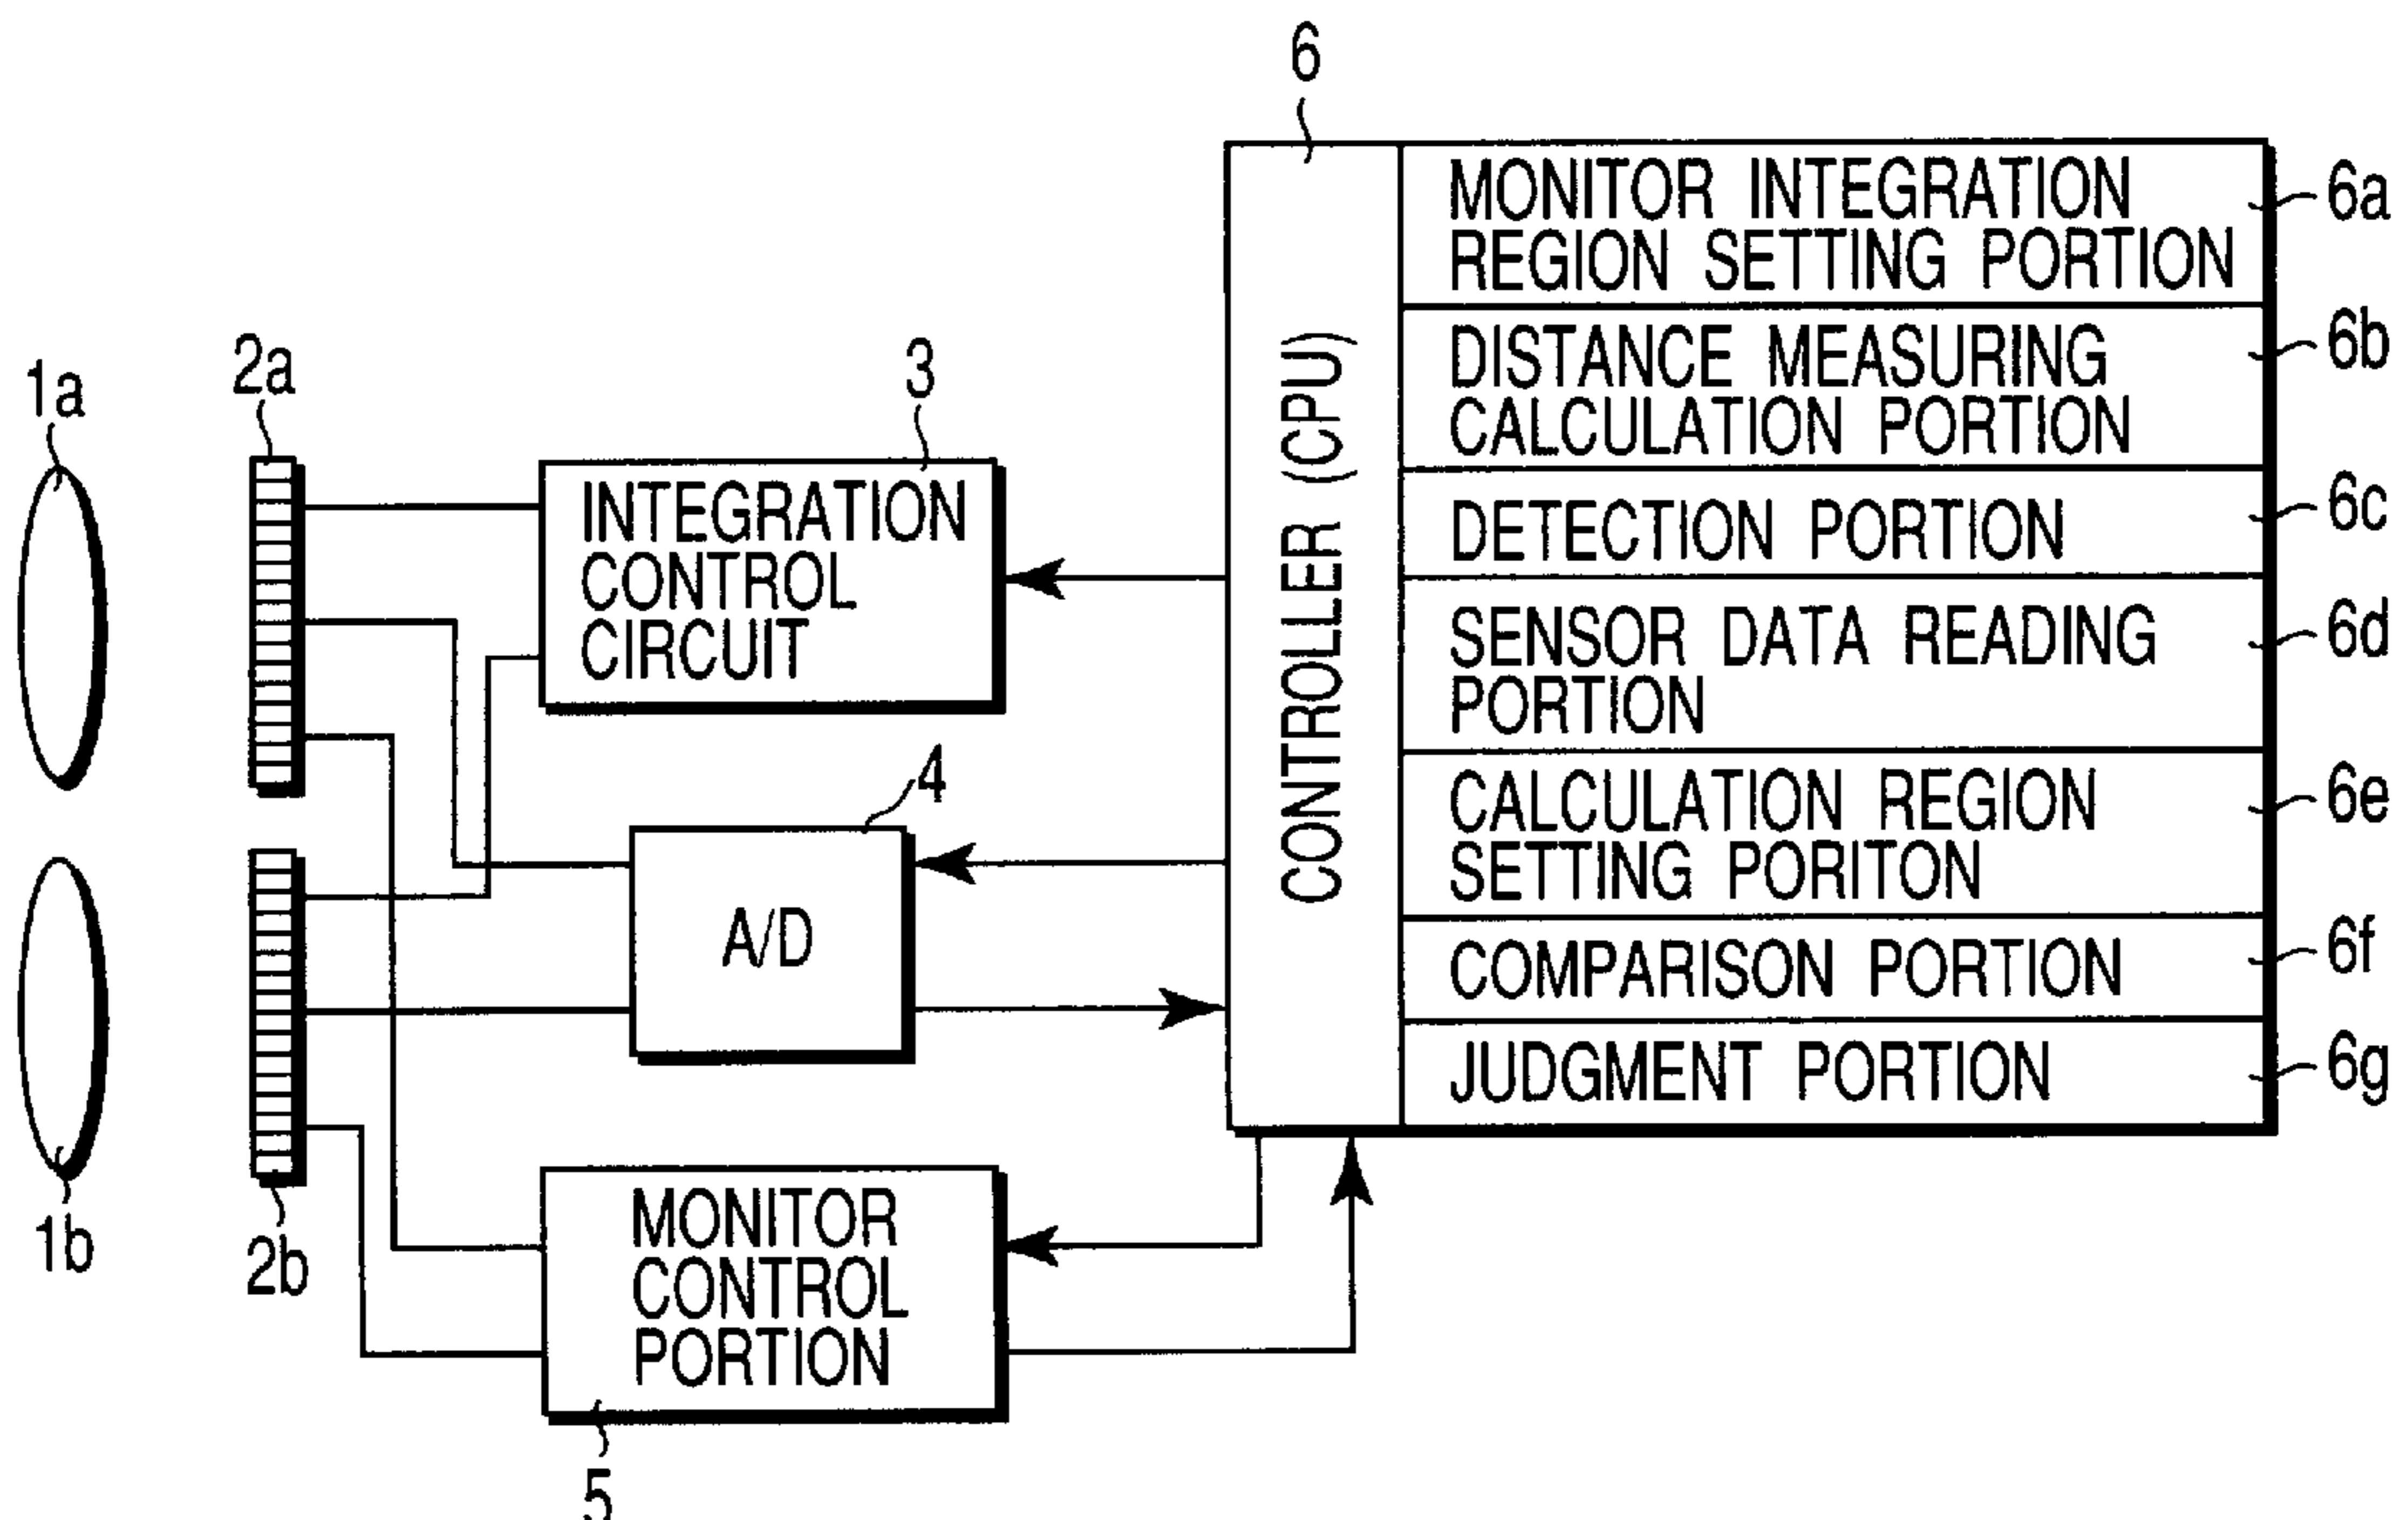 6
MONITOR INTEGRATION
REGION SETTING PORTION
6a
DISTANCE MEASURING
CALCULATION PORTION
6b
DETECTION PORTION
6c
SENSOR DATA READING
PORTION
6d
CALCULATION REGION
SETTING PORITON
6e
COMPARISON PORTION
6f
JUDGMENT PORTION
6g
CONTROLLER (CPU)
1a
2a
3
INTEGRATION
CONTROL
CIRCUIT
4
A/D
1b
2b
MONITOR
CONTROL
PORTION
5